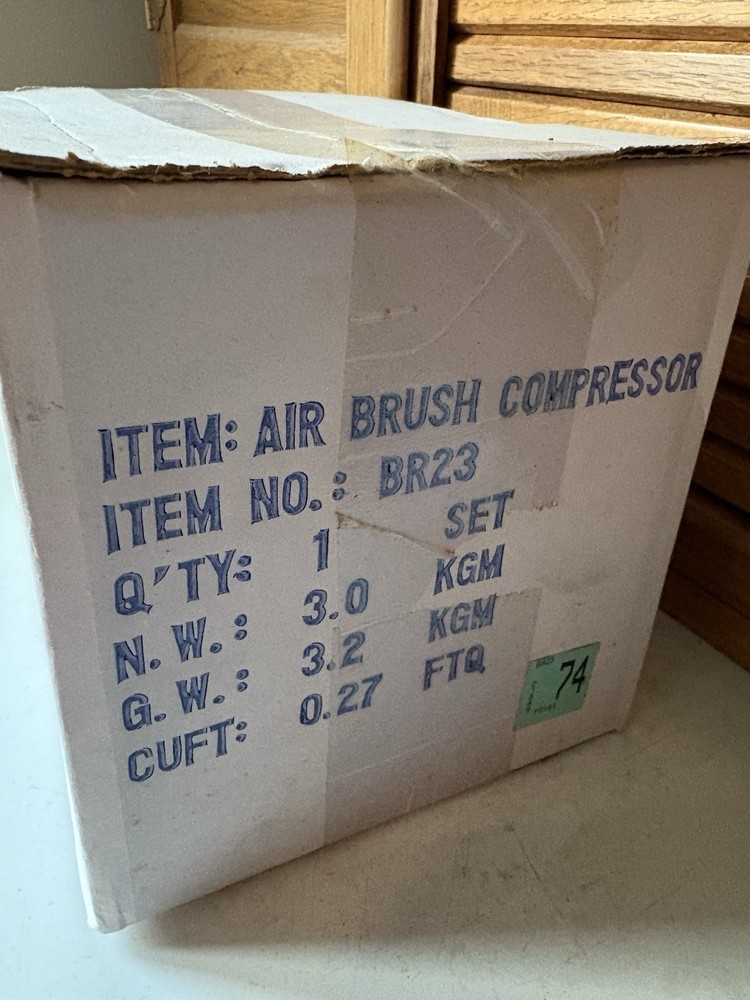 ITEM: AIR BRUSH COMPRESSOR
ITEM NO.: BR23
Q'TY: 1 SET
N.W.: 3.0 KGM
G.W.: 3.2 KGM
CUFT: 0.27 FTQ
74